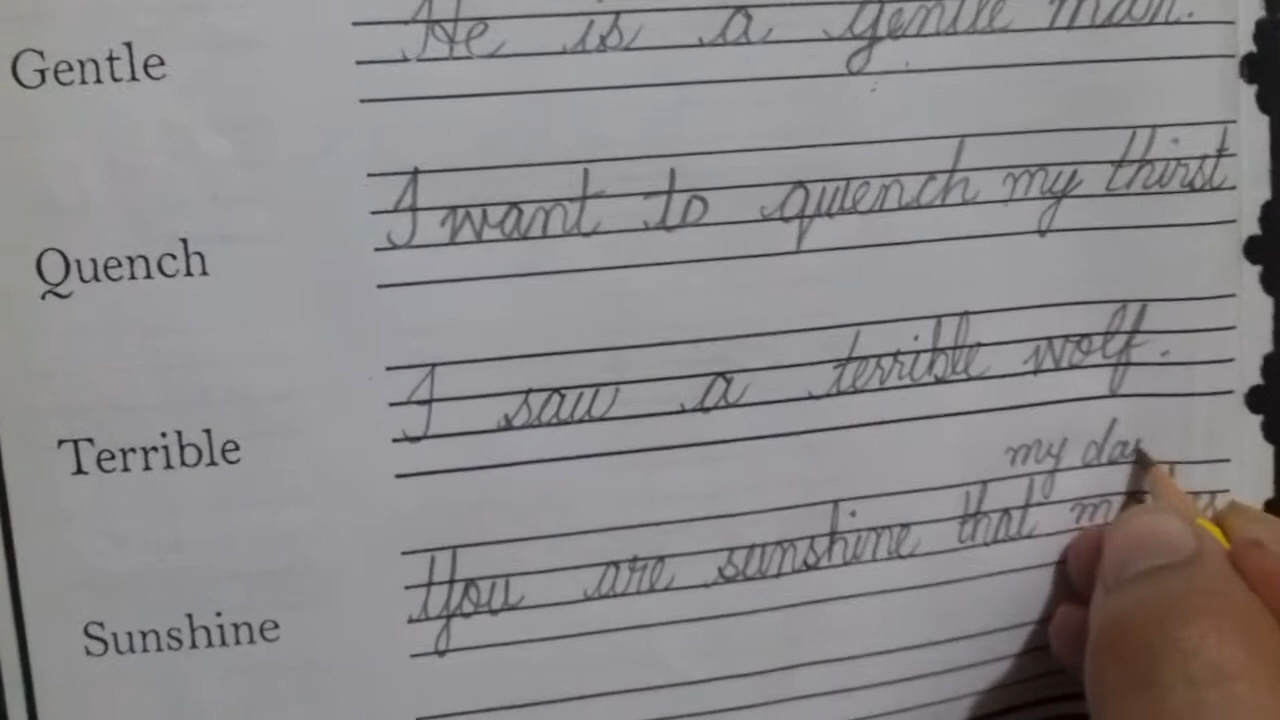 Gentle He is a gentle man.
Quench I want to quench my thirst
Terrible I saw a terrible wolf.
my day
Sunshine You are sunshine that